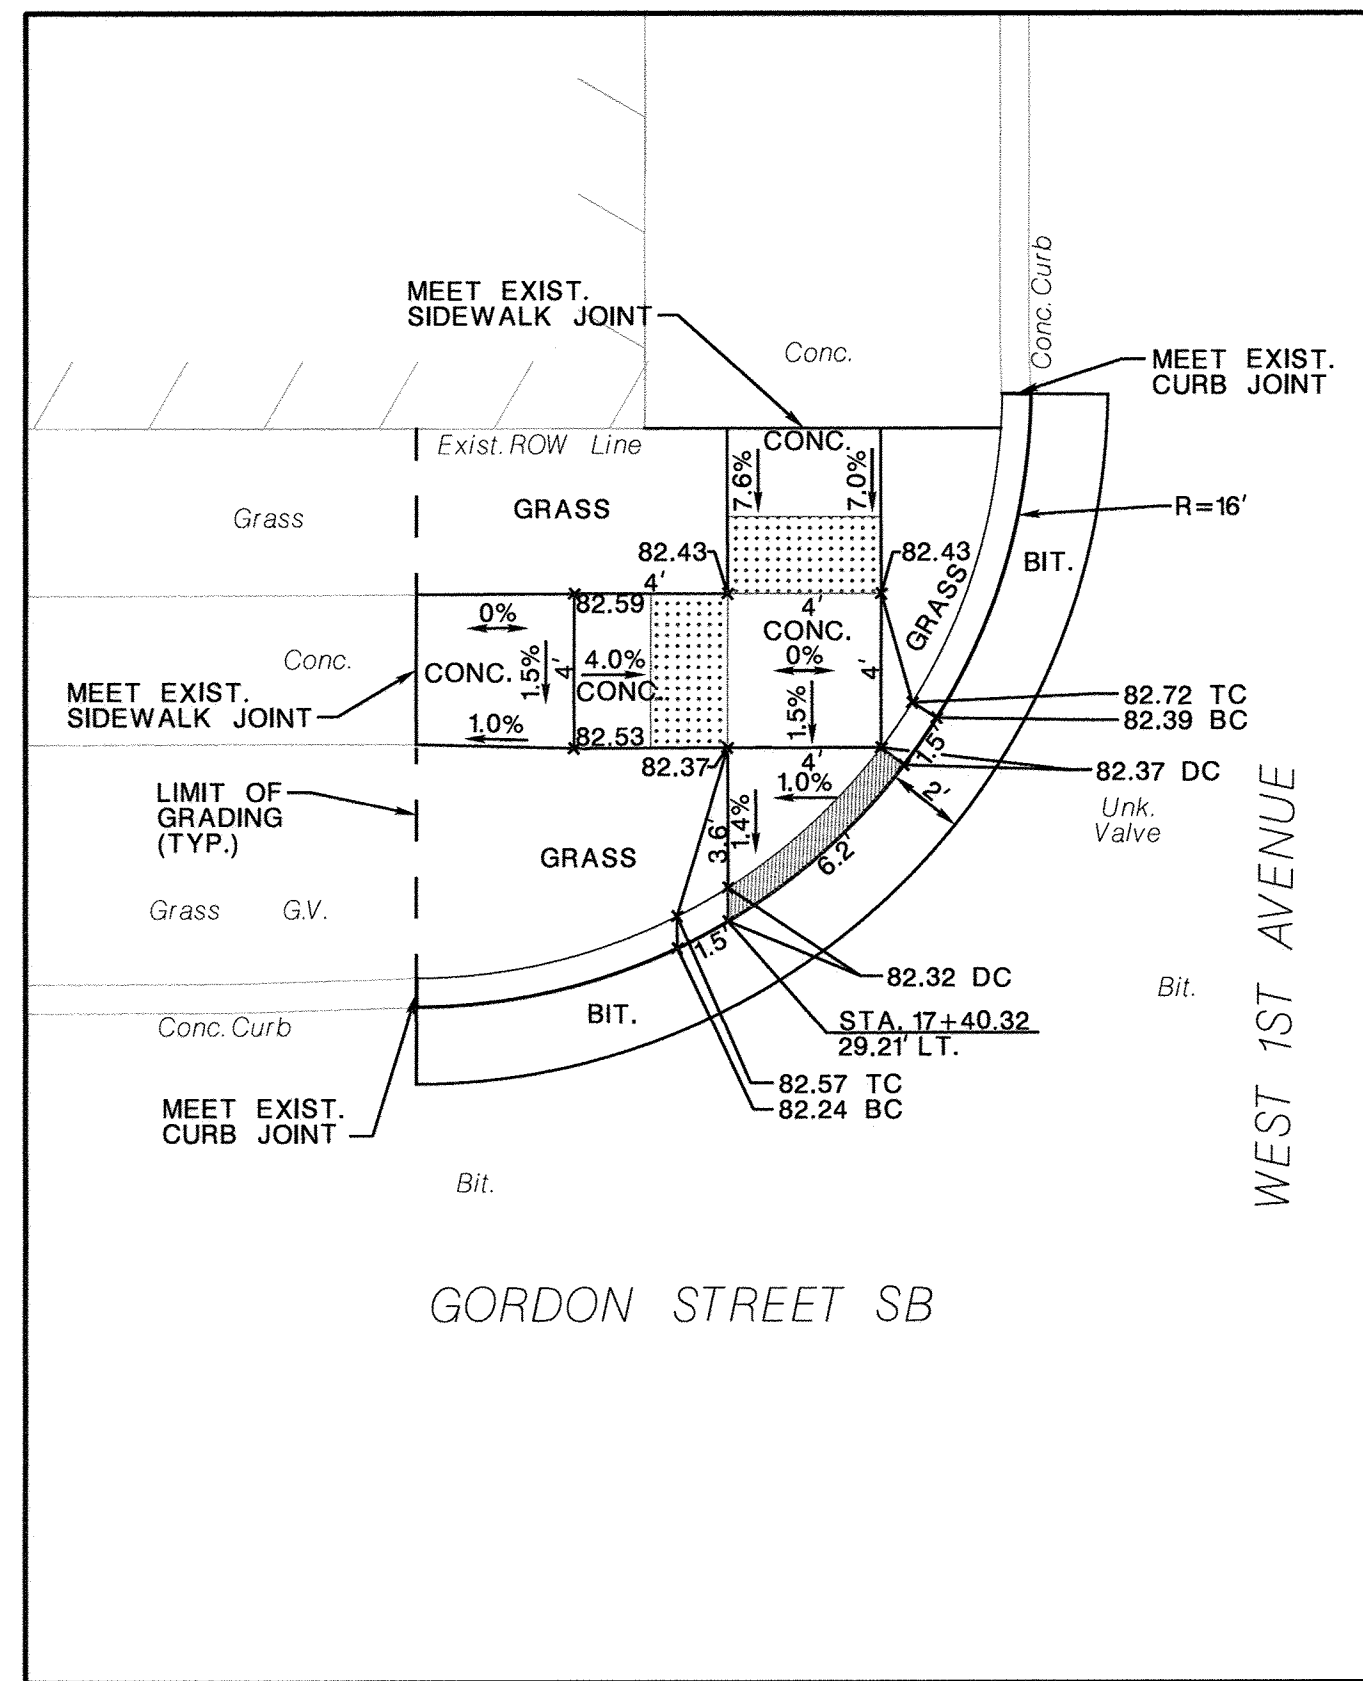 MEET EXIST.
SIDEWALK JOINT
Conc.
Conc. Curb
MEET EXIST.
CURB JOINT
Exist. ROW Line
CONC.
7.6%
7.0%
R=16'
Grass
GRASS
BIT.
82.43
82.43
4'
GRASS
82.59
4'
0%
CONC.
Conc.
CONC.
1.5%
4'
4.0%
CONC.
0%
4'
MEET EXIST.
SIDEWALK JOINT
1.5%
82.72 TC
82.39 BC
1.0%
82.53
82.37
4'
1.5'
82.37 DC
LIMIT OF
GRADING
(TYP.)
1.0%
2'
Unk.
Valve
3.6'
1.4%
6.2'
GRASS
Grass G.V.
1.5'
82.32 DC
WEST 1ST AVENUE
Bit.
Conc. Curb
BIT.
STA. 17+40.32
29.21' LT.
82.57 TC
82.24 BC
MEET EXIST.
CURB JOINT
Bit.
GORDON STREET SB